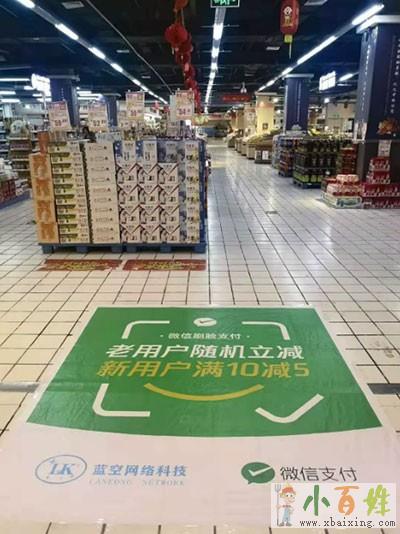 · 微信刷脸支付 ·
老用户随机立减
新用户满10减5
LK 蓝空网络科技
LANKONG NETWORK
微信支付
小百姓
www.xbaixing.com